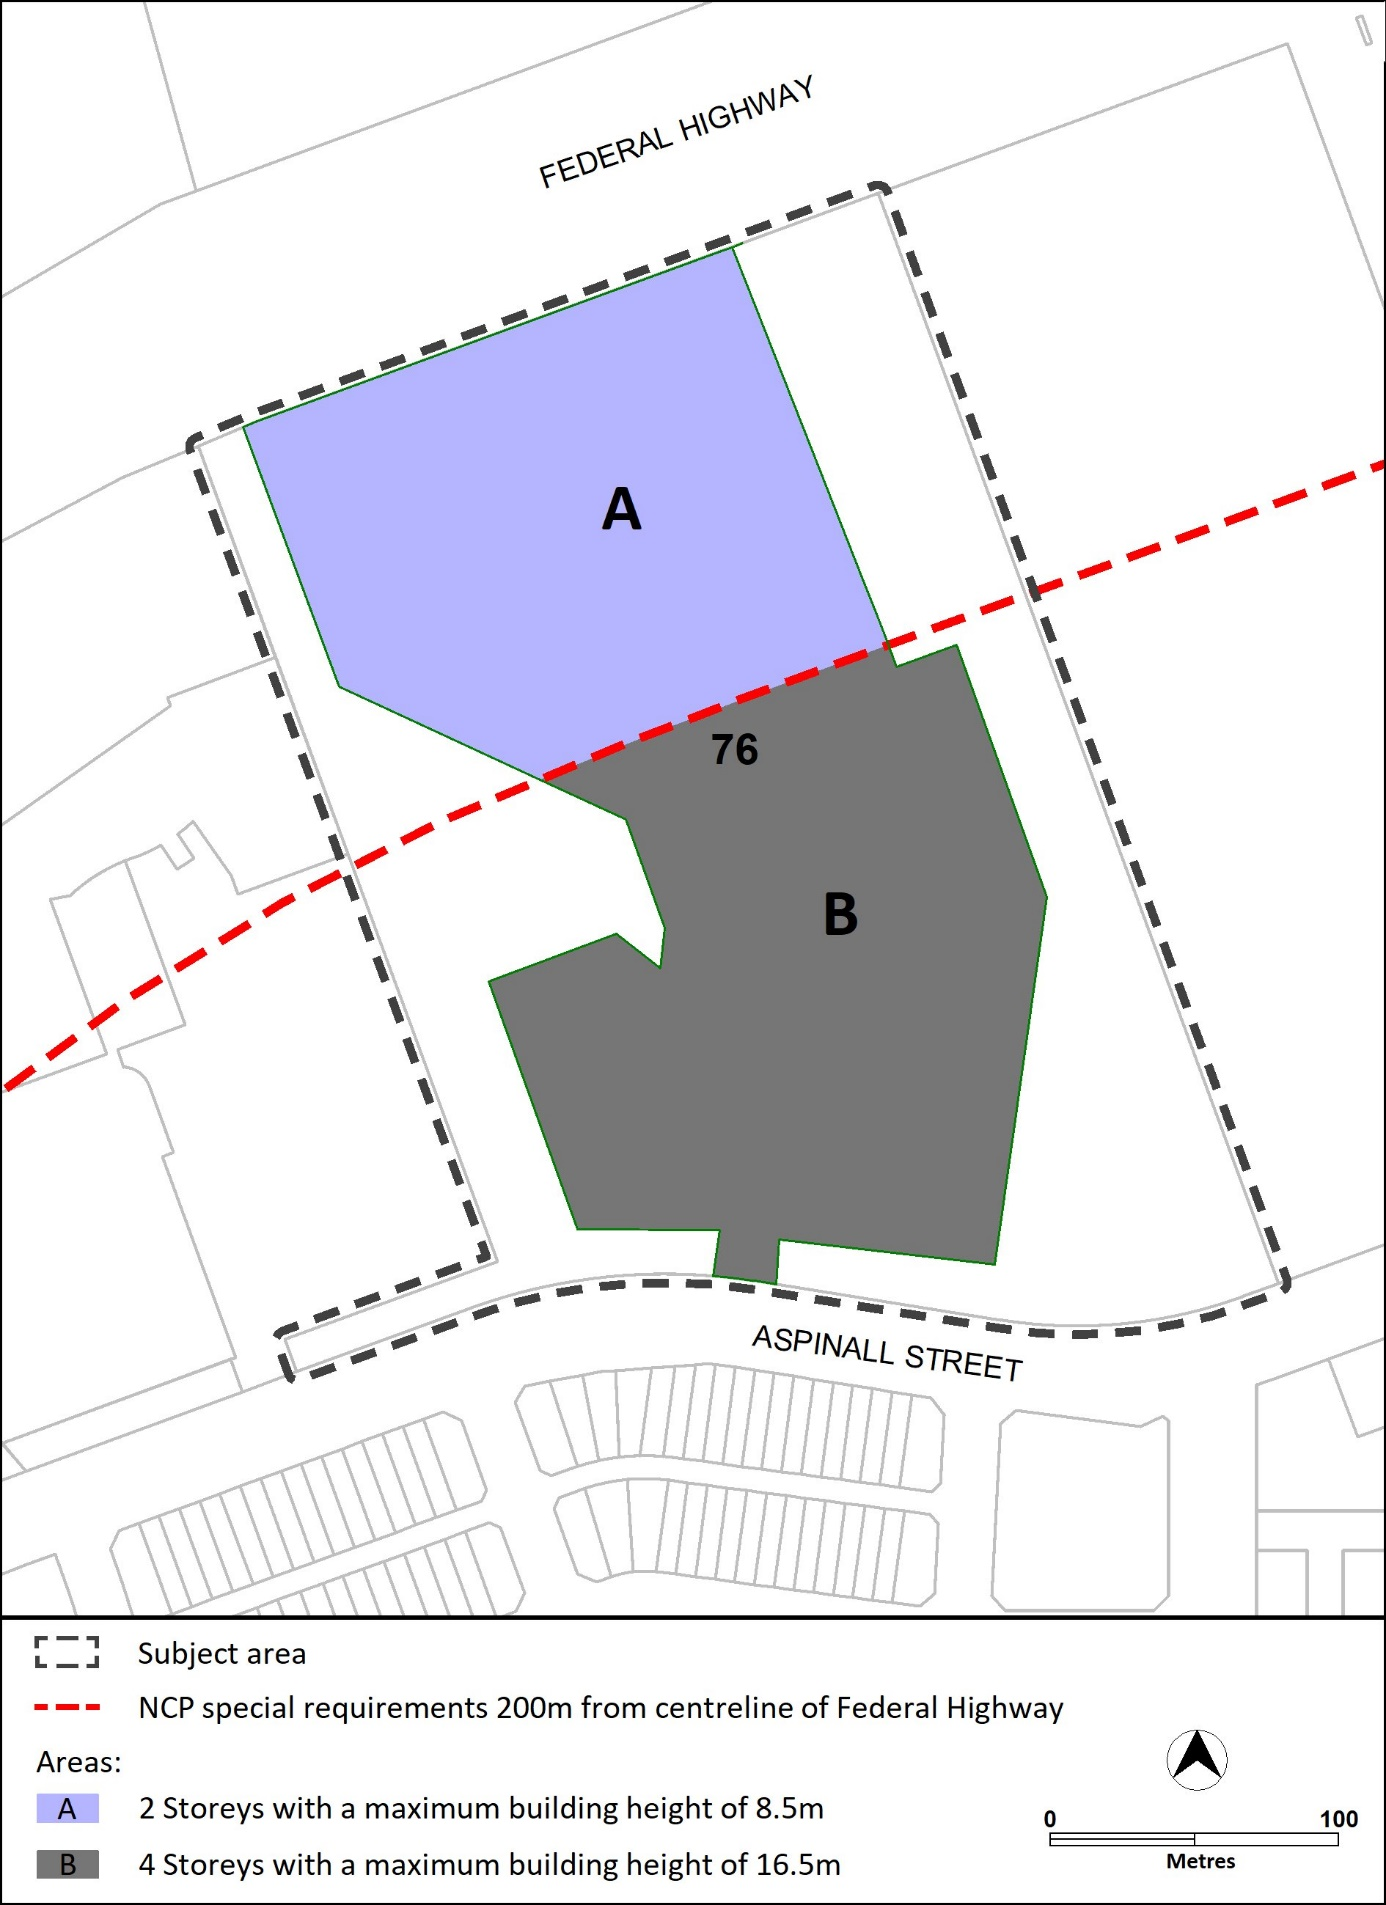 FEDERAL HIGHWAY
A
76
B
ASPINALL STREET
Subject area
NCP special requirements 200m from centreline of Federal Highway
Areas:
A 2 Storeys with a maximum building height of 8.5m
B 4 Storeys with a maximum building height of 16.5m
0 100
Metres